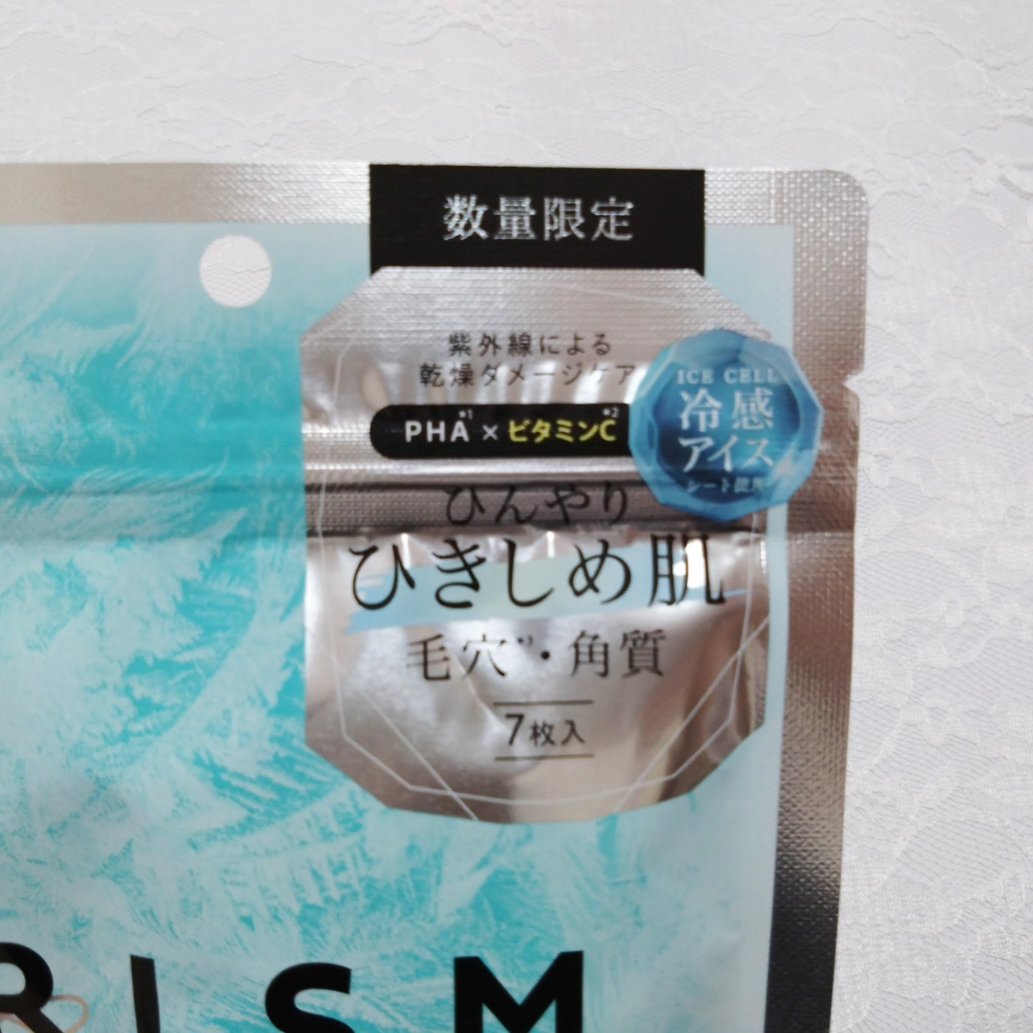 数量限定
紫外線による
乾燥ダメージケア
PHA*1 × ビタミンC*2
ICE CELL
冷感
アイス
シート
ひんやり
ひきしめ肌
毛穴*3・角質
7枚入
RISM